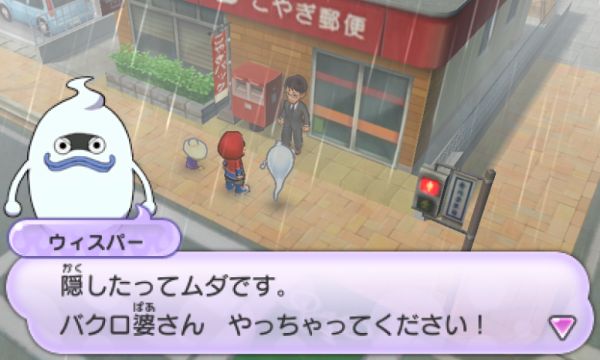 こやぎ郵便
ウィスパー
隠したってムダです。
バクロ婆さん　やっちゃってください！